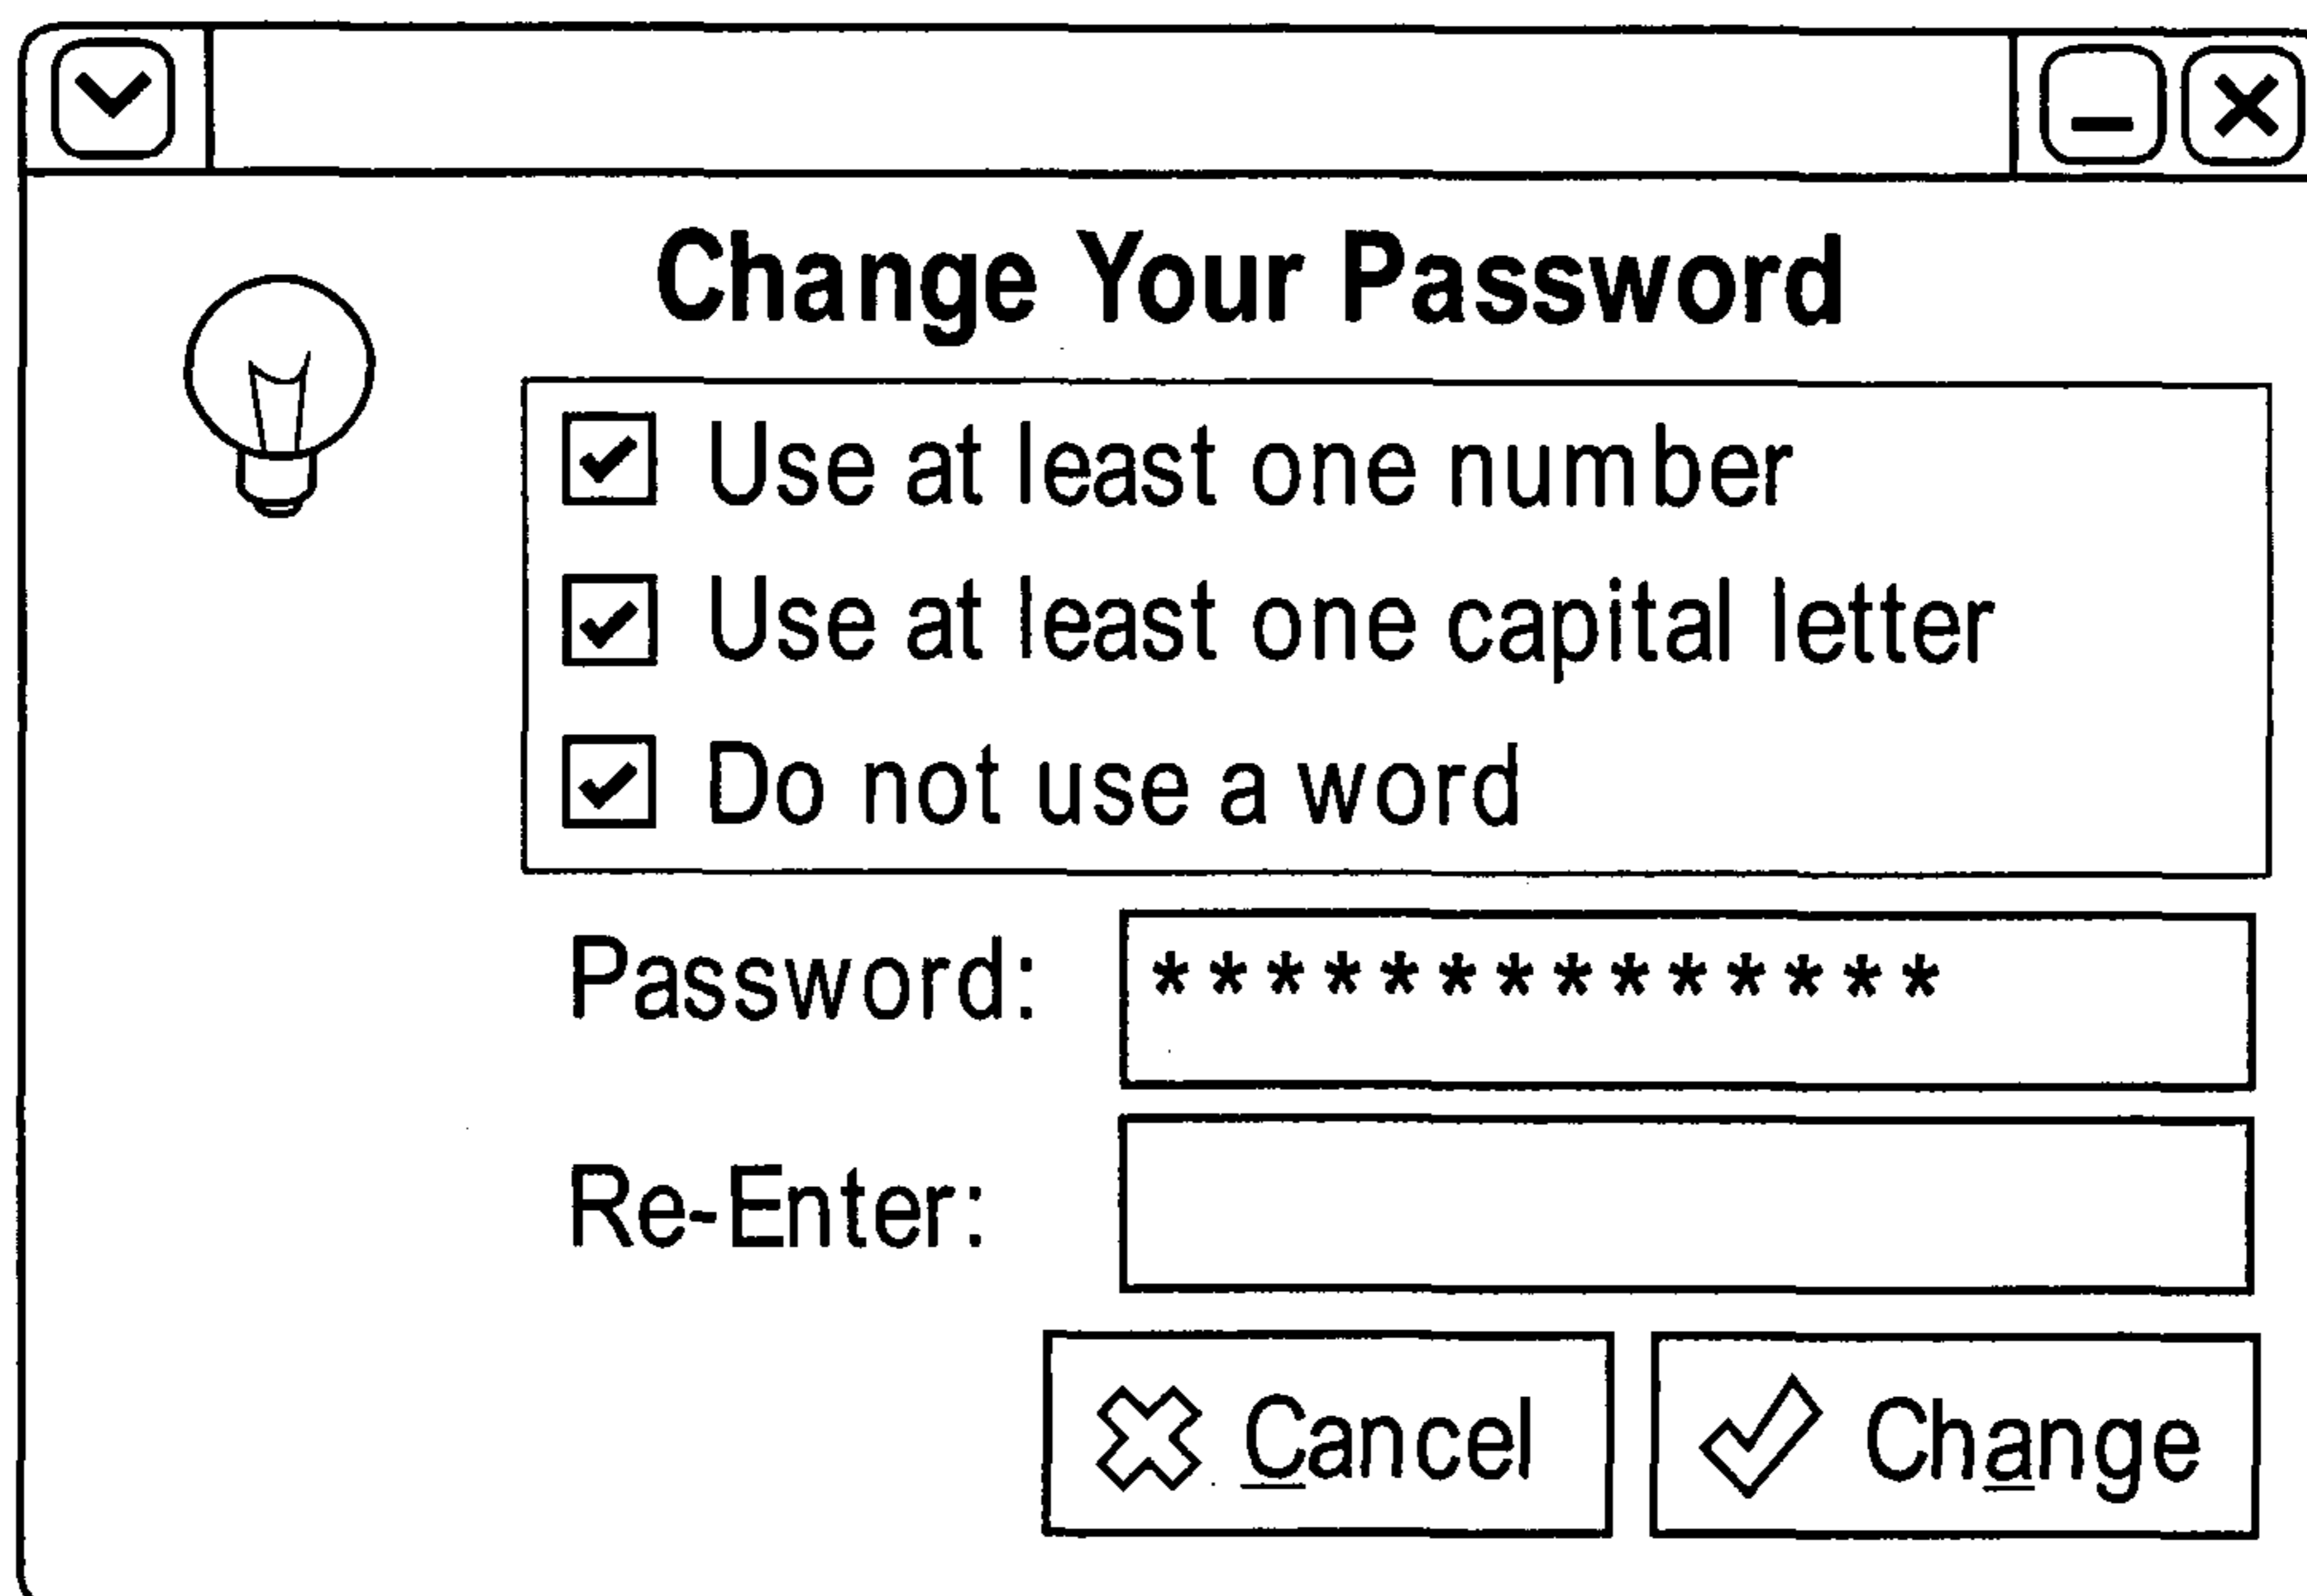 Change Your Password
Use at least one number
Use at least one capital letter
Do not use a word
Password: **************
Re-Enter:
Cancel Change